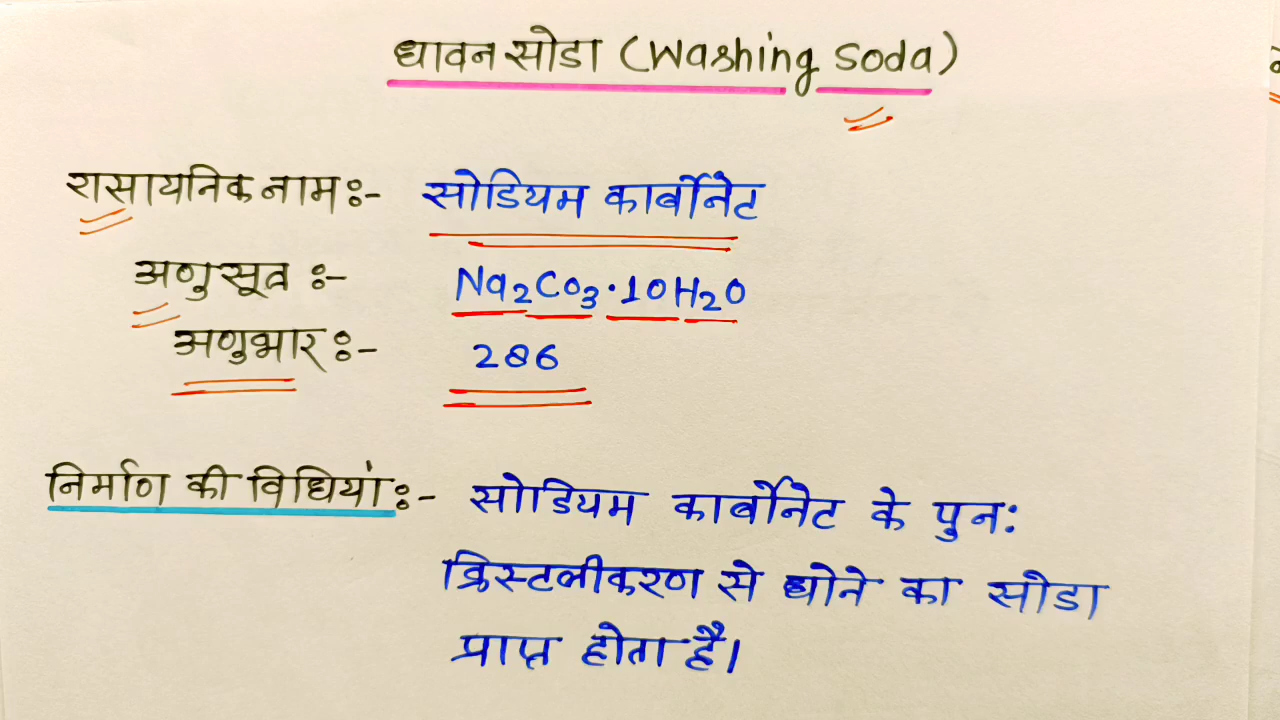 धावन सोडा (Washing Soda)
रासायनिक नाम :- सोडियम कार्बोनेट
अणुसूत्र :- Na₂CO₃·10H₂O
अणुभार :- 286
निर्माण की विधियां :- सोडियम कार्बोनेट के पुनः
क्रिस्टलीकरण से धोने का सोडा
प्राप्त होता है।